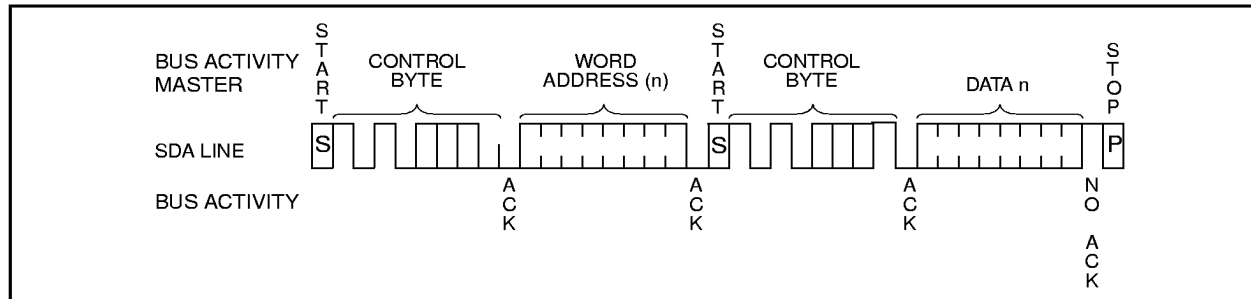 BUS ACTIVITY
MASTER
START
CONTROL
BYTE
WORD
ADDRESS (n)
START
CONTROL
BYTE
DATA n
STOP
SDA LINE
S
S
P
BUS ACTIVITY
ACK
ACK
ACK
NO ACK